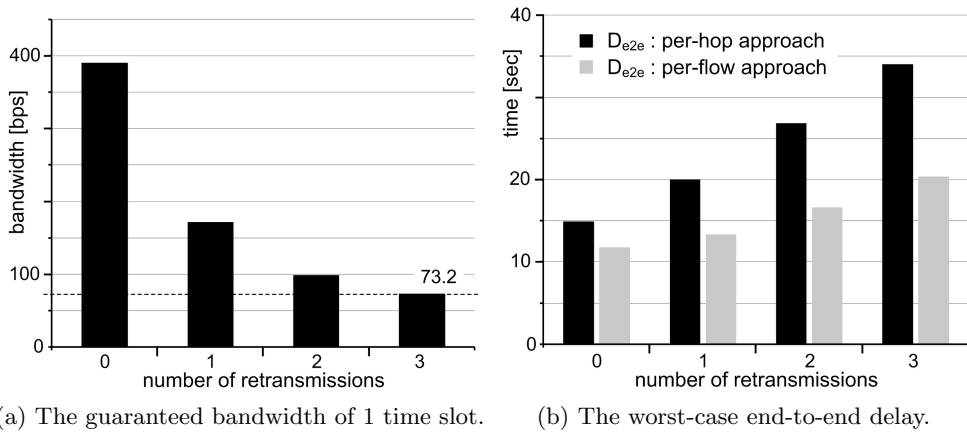 400
100
0
bandwidth [bps]
73.2
0 1 2 3
number of retransmissions
(a) The guaranteed bandwidth of 1 time slot.
40
20
10
0
time [sec]
De2e : per-hop approach
De2e : per-flow approach
0 1 2 3
number of retransmissions
(b) The worst-case end-to-end delay.